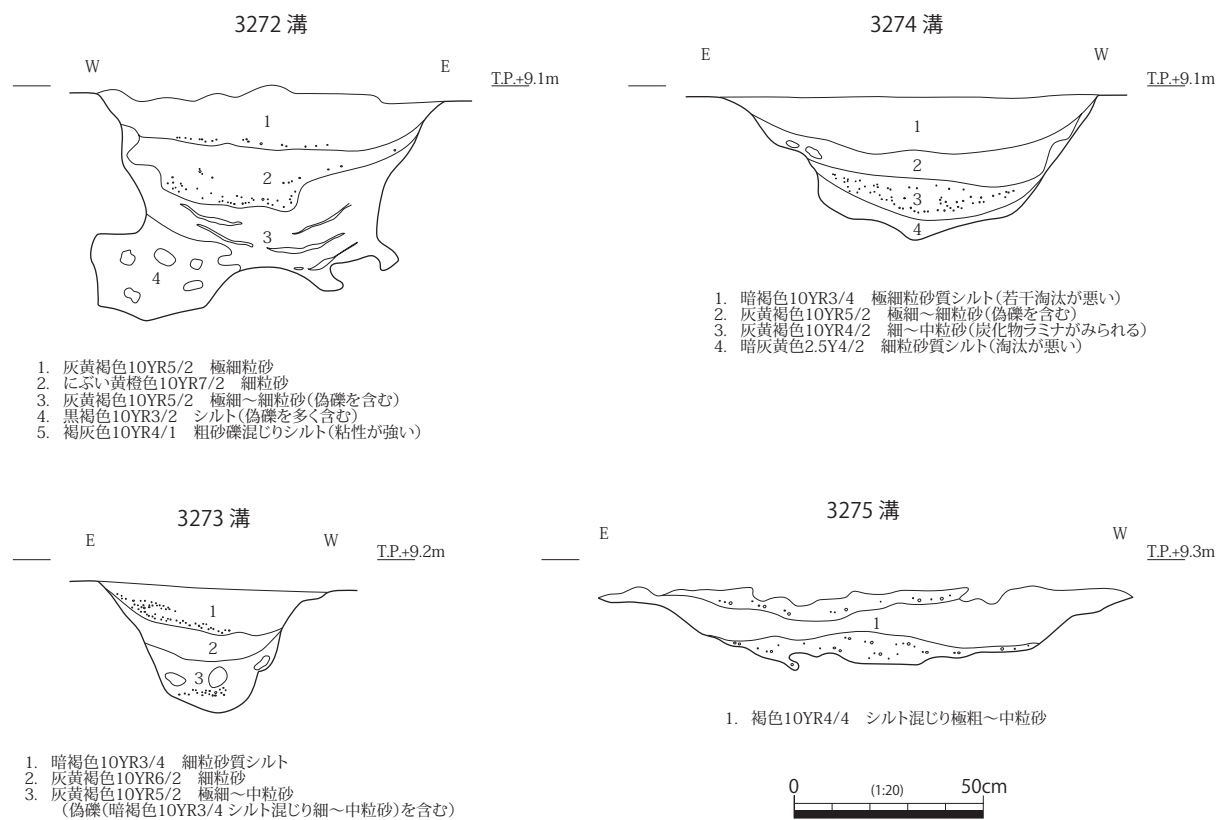 3272 溝
W
E
T.P.+9.1m
1
2
3
4
1. 灰黄褐色10YR5/2 極細粒砂
2. にぶい黄橙色10YR7/2 細粒砂
3. 灰黄褐色10YR5/2 極細～細粒砂(偽礫を含む)
4. 黒褐色10YR3/2 シルト(偽礫を多く含む)
5. 褐灰色10YR4/1 粗砂礫混じりシルト(粘性が強い)
3274 溝
E
W
T.P.+9.1m
1
2
3
4
1. 暗褐色10YR3/4 極細粒砂質シルト(若干淘汰が悪い)
2. 灰黄褐色10YR5/2 極細～細粒砂(偽礫を含む)
3. 灰黄褐色10YR4/2 細～中粒砂(炭化物ラミナがみられる)
4. 暗灰黄色2.5Y4/2 細粒砂質シルト(淘汰が悪い)
3273 溝
E
W
T.P.+9.2m
1
2
3
1. 暗褐色10YR3/4 細粒砂質シルト
2. 灰黄褐色10YR6/2 細粒砂
3. 灰黄褐色10YR5/2 極細～中粒砂
(偽礫(暗褐色10YR3/4 シルト混じり細～中粒砂)を含む)
3275 溝
E
W
T.P.+9.3m
1
1. 褐色10YR4/4 シルト混じり極粗～中粒砂
0 (1:20) 50cm